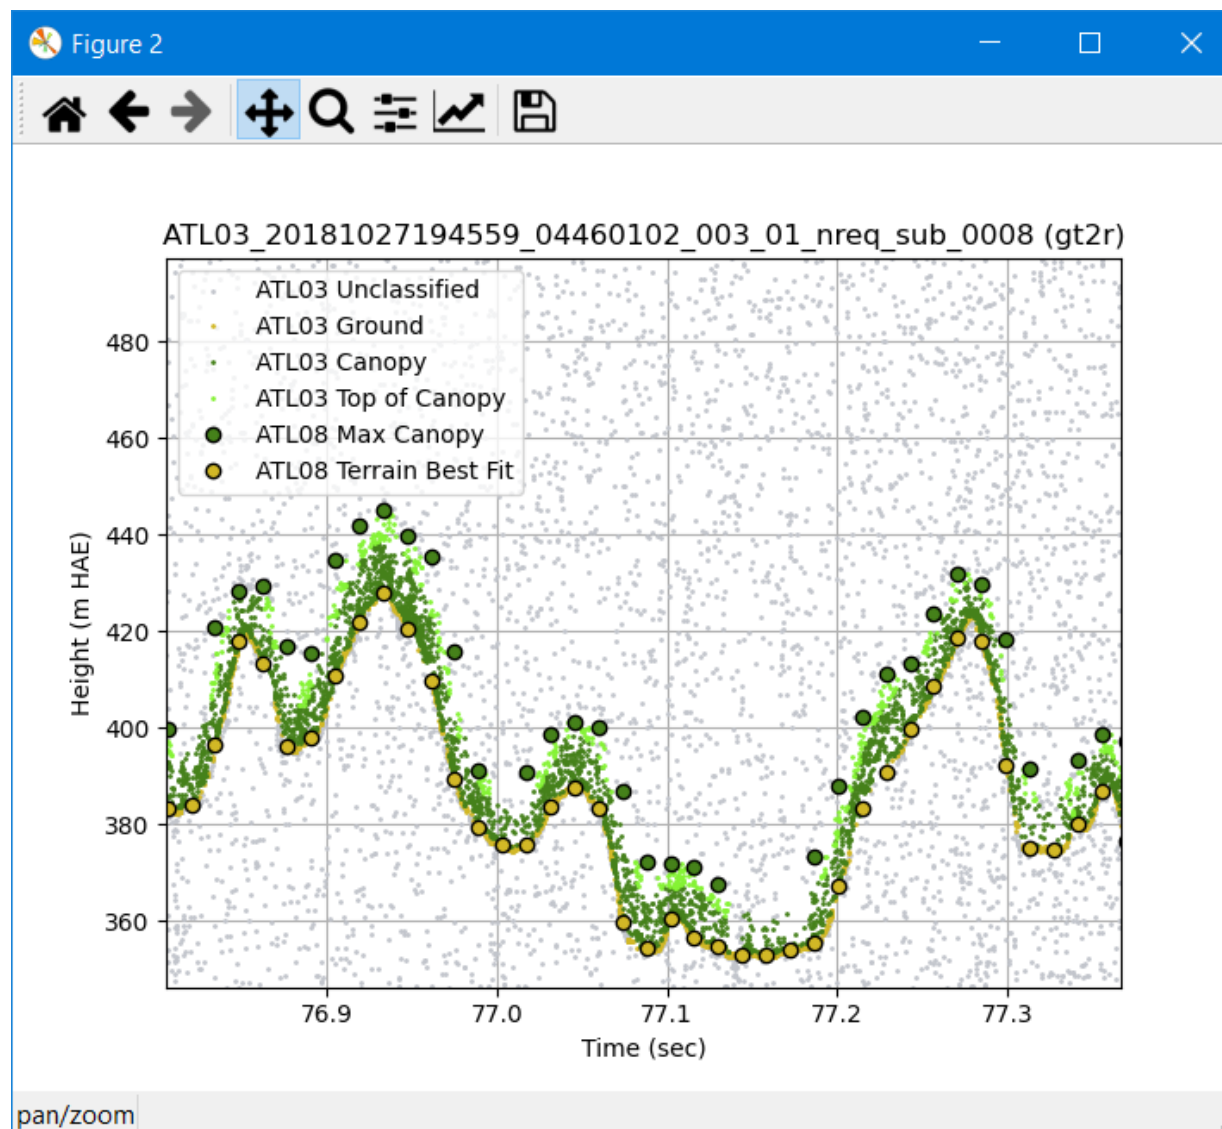 Figure 2
ATL03_20181027194559_04460102_003_01_nreq_sub_0008 (gt2r)
ATL03 Unclassified
ATL03 Ground
ATL03 Canopy
ATL03 Top of Canopy
ATL08 Max Canopy
ATL08 Terrain Best Fit
480
460
440
420
400
380
360
Height (m HAE)
76.9 77.0 77.1 77.2 77.3
Time (sec)
pan/zoom